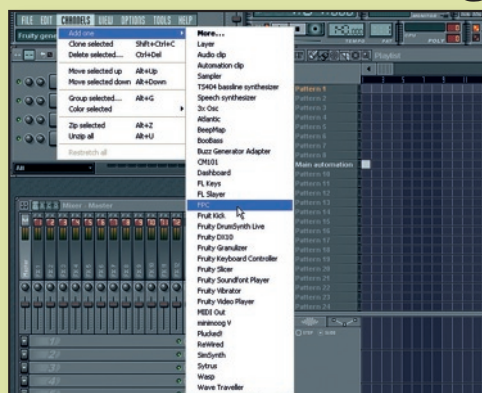 FILE EDIT CHANNELS VIEW OPTIONS TOOLS HELP
Fruity gene
Add one
Clone selected Shift+Ctrl+C
Delete selected... Ctrl+Del
Move selected up Alt+Up
Move selected down Alt+Down
Group selected... Alt+G
Color selected
Zip selected Alt+Z
Unzip all Alt+U
Restretch all
All
More...
Layer
Audio clip
Automation clip
Sampler
TS404 bassline synthesizer
Speech synthesizer
3x Osc
Atlantic
BeepMap
BooBass
Buzz Generator Adapter
CM101
Dashboard
FL Keys
FL Slayer
FPC
Fruit Kick
Fruity DrumSynth Live
Fruity DX10
Fruity Granulizer
Fruity Keyboard Controller
Fruity Slicer
Fruity Soundfont Player
Fruity Vibrator
Fruity Video Player
MIDI Out
minimoog V
Plucked!
ReWired
SimSynth
Sytrus
Wasp
Wave Traveller
TEMPO PAT
POLY
Playlist
Pattern 1
Pattern 2
Pattern 3
Pattern 4
Pattern 5
Pattern 6
Pattern 7
Pattern 8
Main automation
Pattern 10
Pattern 11
Pattern 12
Pattern 13
Pattern 14
Pattern 15
Pattern 16
Pattern 17
Pattern 18
Pattern 19
Pattern 20
Pattern 21
Pattern 22
Pattern 23
Pattern 24
Mixer - Master
Master